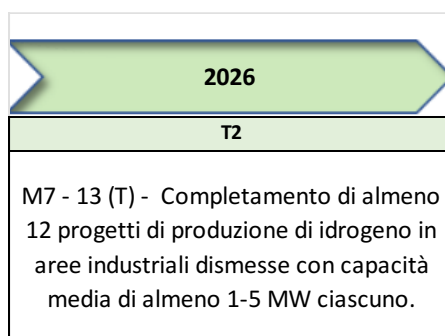 2026
T2
M7 - 13 (T) - Completamento di almeno
12 progetti di produzione di idrogeno in
aree industriali dismesse con capacità
media di almeno 1-5 MW ciascuno.